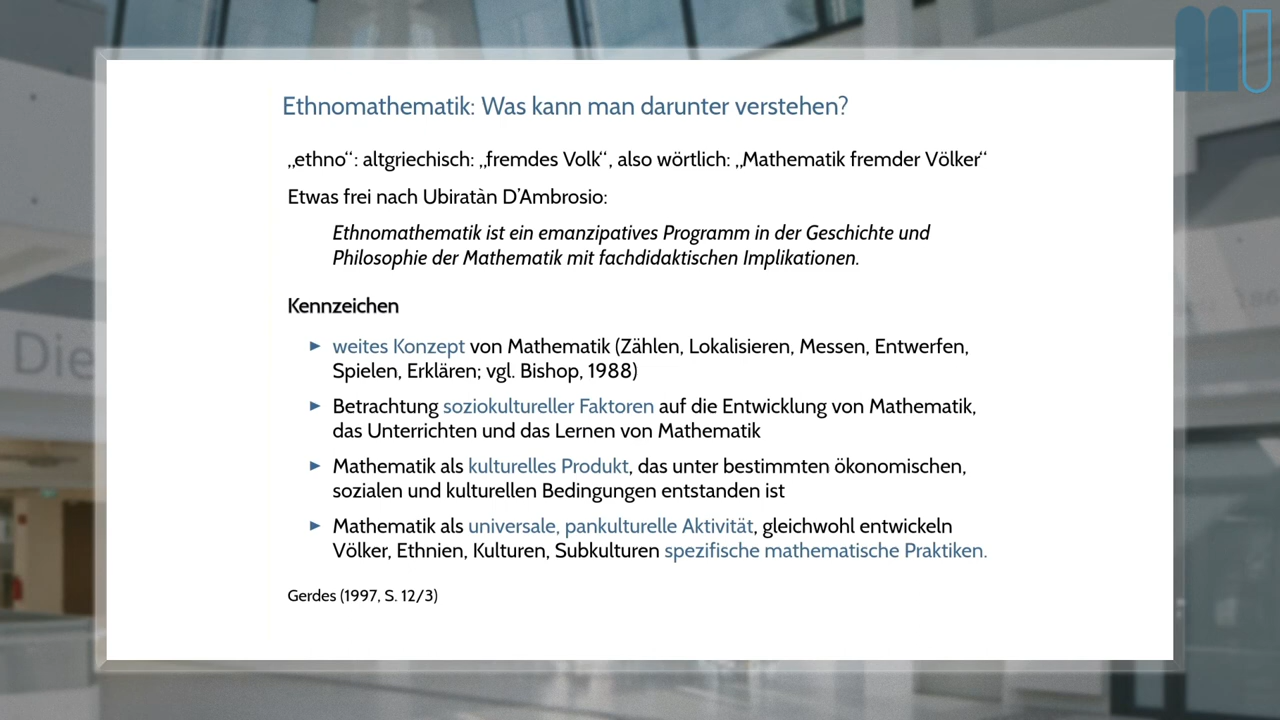 Ethnomathematik: Was kann man darunter verstehen?
„ethno“: altgriechisch: „fremdes Volk“, also wörtlich: „Mathematik fremder Völker“
Etwas frei nach Ubiratàn D’Ambrosio:
Ethnomathematik ist ein emanzipatives Programm in der Geschichte und
Philosophie der Mathematik mit fachdidaktischen Implikationen.
Kennzeichen
► weites Konzept von Mathematik (Zählen, Lokalisieren, Messen, Entwerfen,
Spielen, Erklären; vgl. Bishop, 1988)
► Betrachtung soziokultureller Faktoren auf die Entwicklung von Mathematik,
das Unterrichten und das Lernen von Mathematik
► Mathematik als kulturelles Produkt, das unter bestimmten ökonomischen,
sozialen und kulturellen Bedingungen entstanden ist
► Mathematik als universale, pankulturelle Aktivität, gleichwohl entwickeln
Völker, Ethnien, Kulturen, Subkulturen spezifische mathematische Praktiken.
Gerdes (1997, S. 12/3)
Die